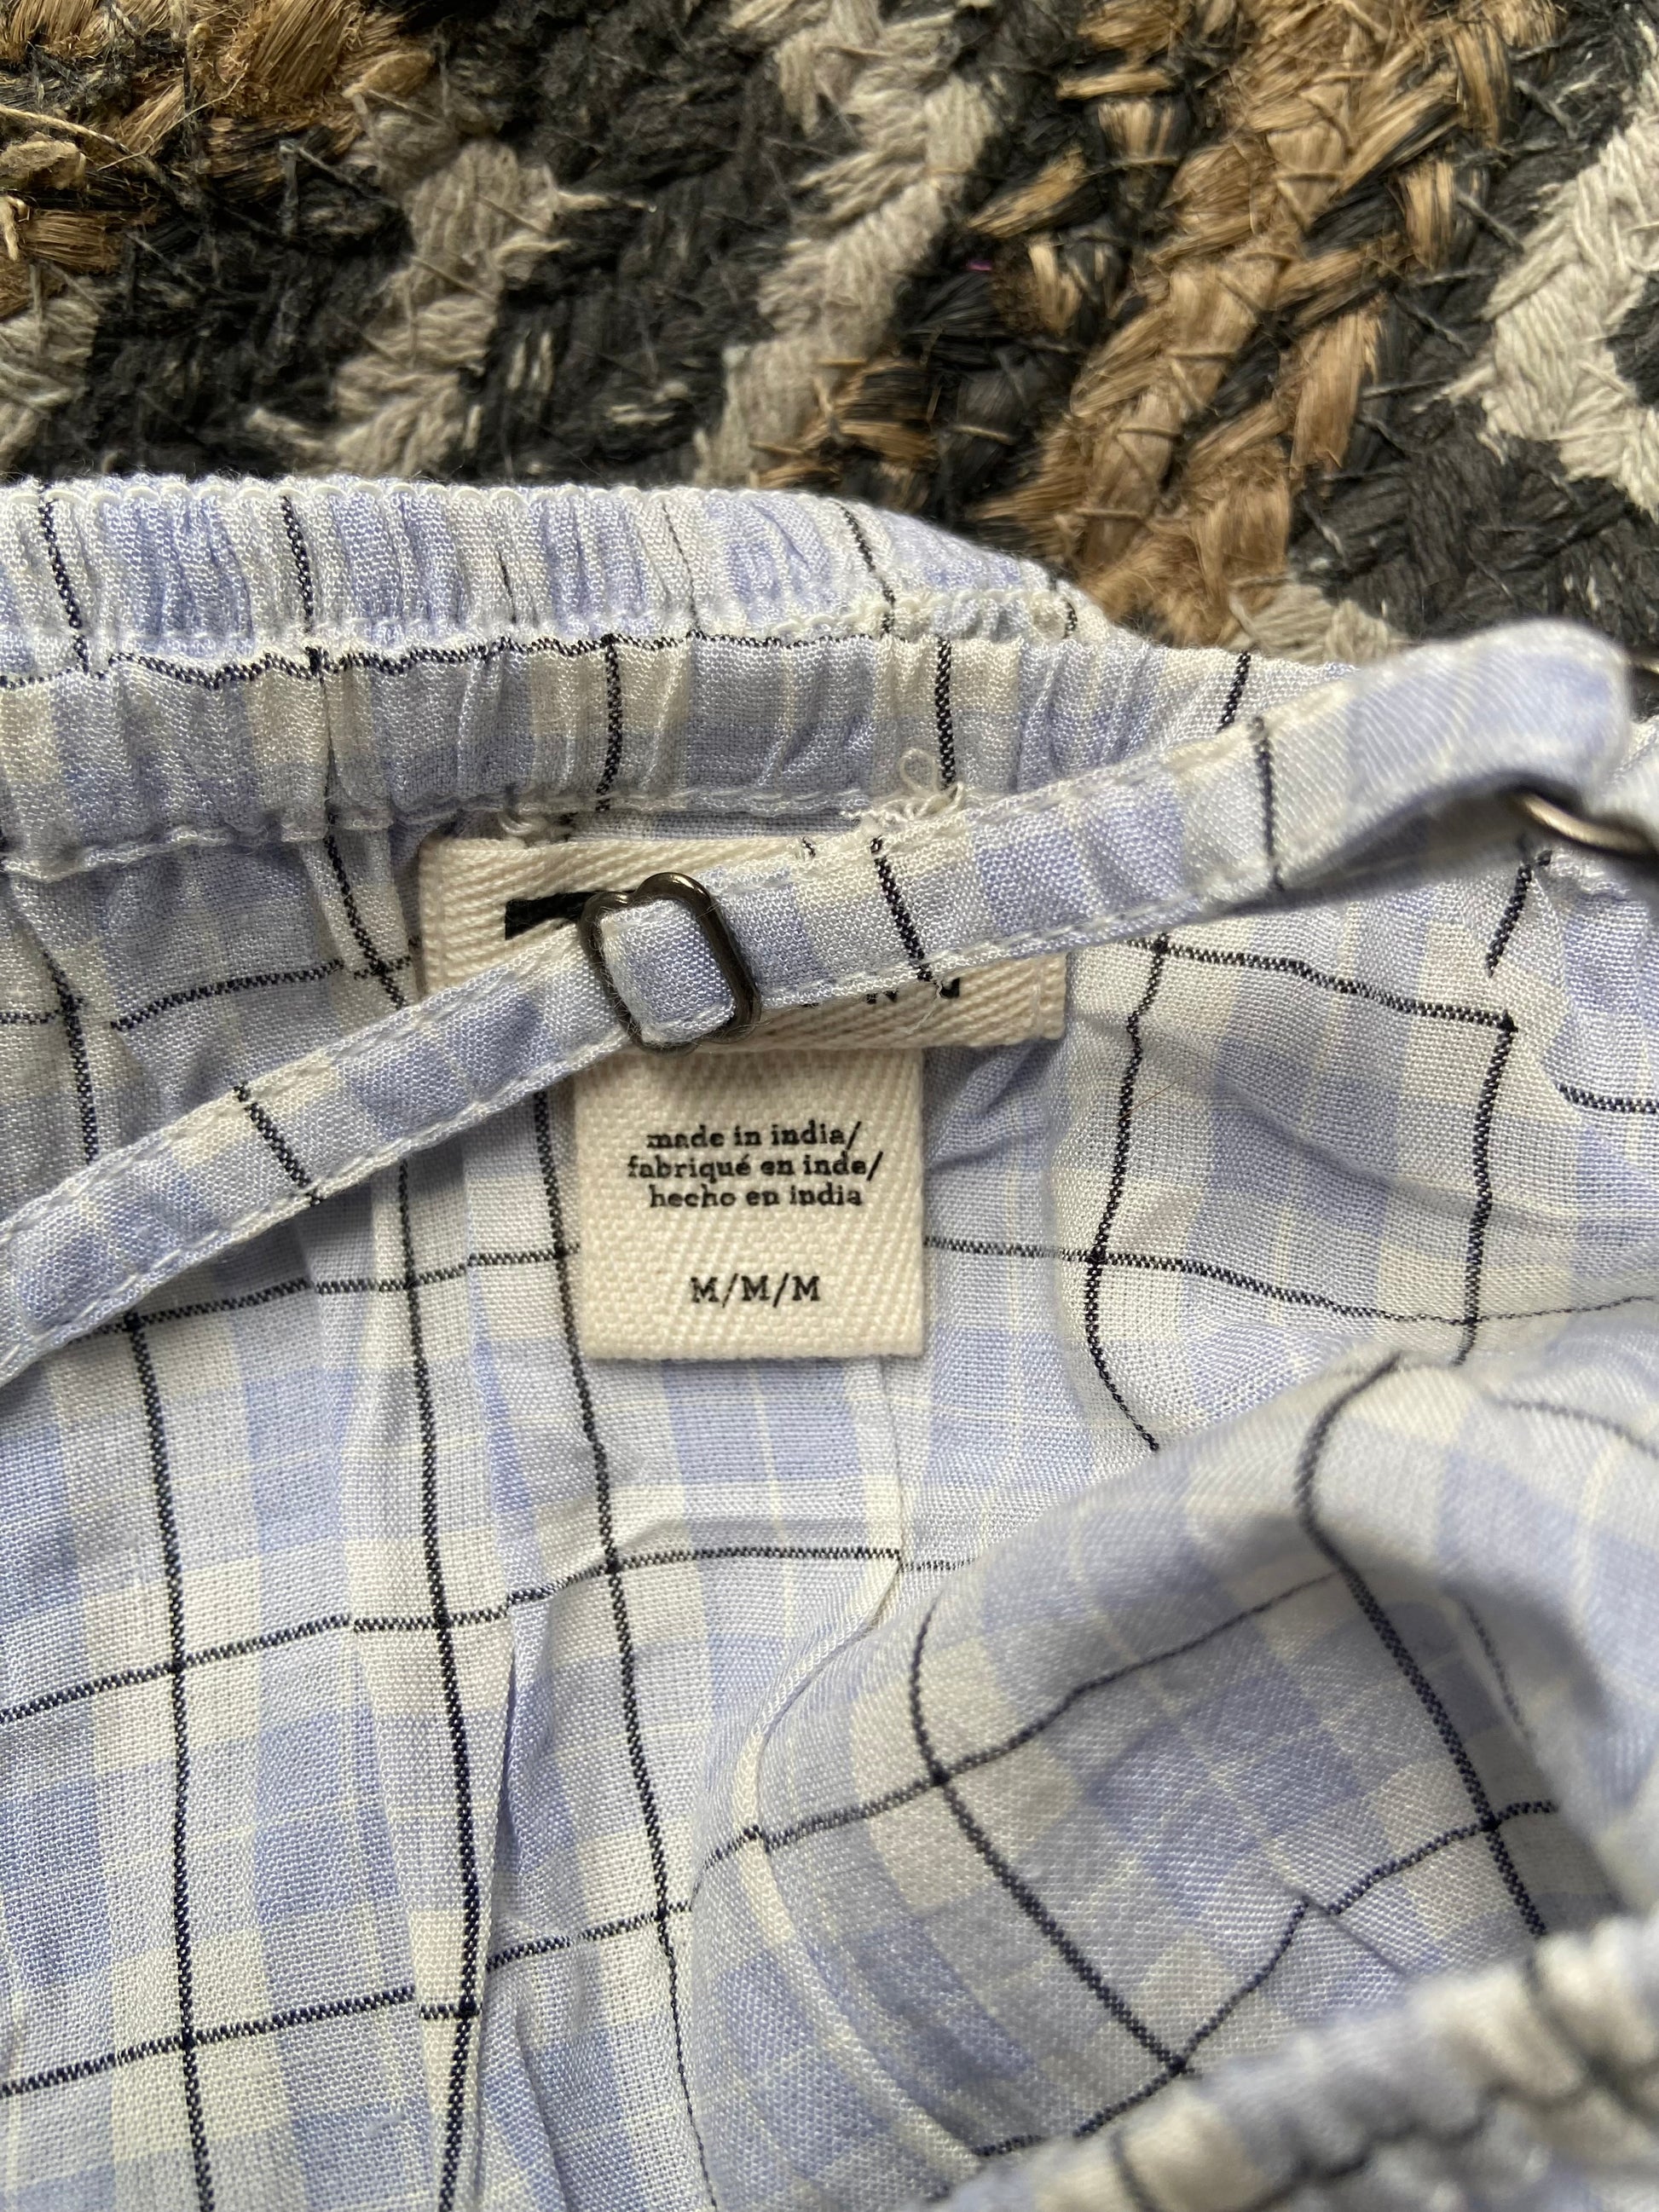 made in india/
fabriqué en inde/
hecho en india
M/M/M